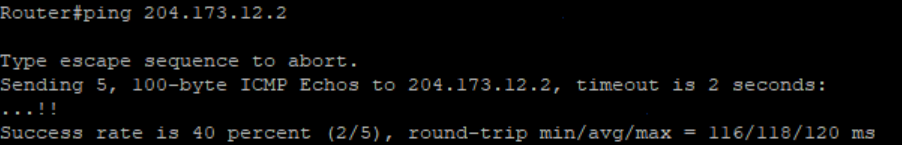 Router#ping 204.173.12.2
Type escape sequence to abort.
Sending 5, 100-byte ICMP Echos to 204.173.12.2, timeout is 2 seconds:
...!!
Success rate is 40 percent (2/5), round-trip min/avg/max = 116/118/120 ms